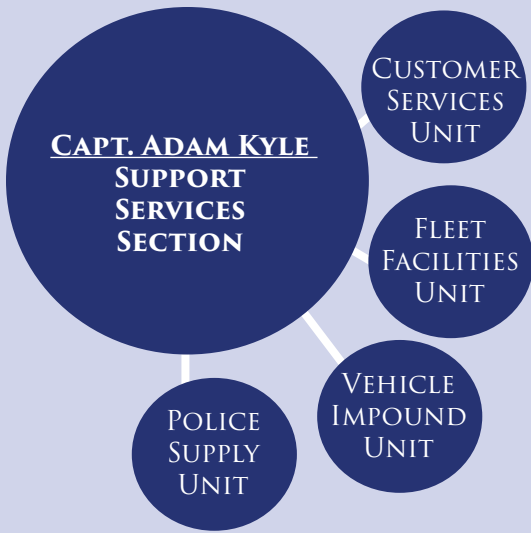 CAPT. ADAM KYLE
SUPPORT
SERVICES
SECTION
CUSTOMER
SERVICES
UNIT
FLEET
FACILITIES
UNIT
VEHICLE
IMPOUND
UNIT
POLICE
SUPPLY
UNIT